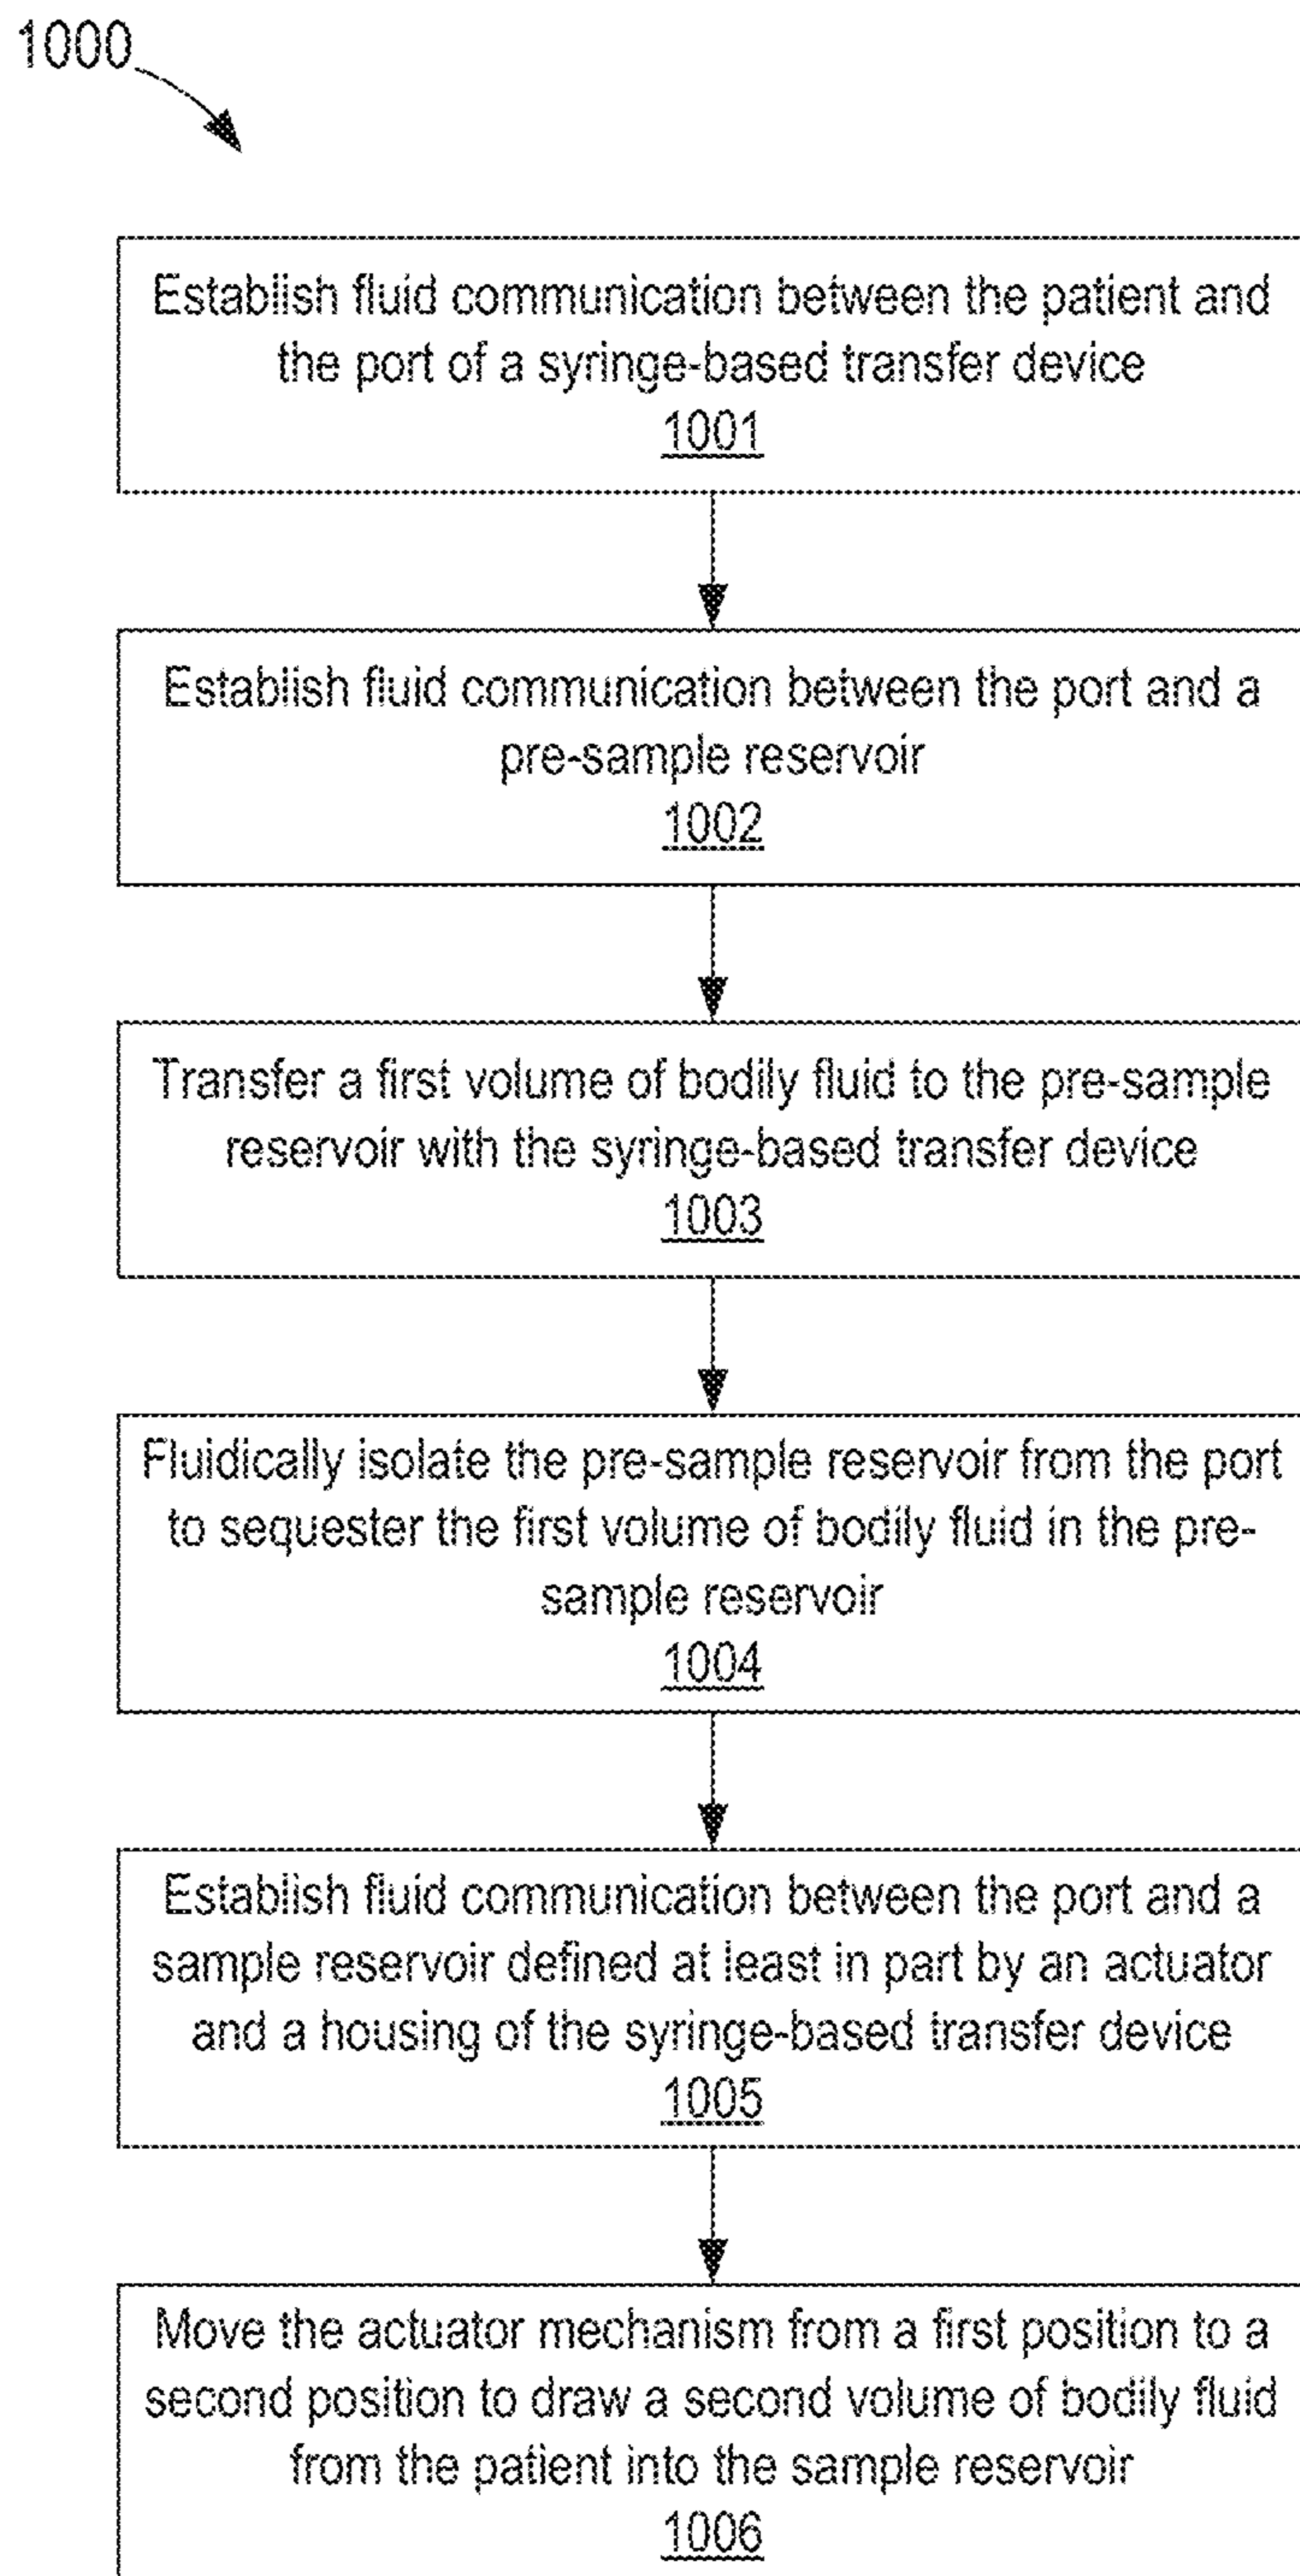 1000
Establish fluid communication between the patient and
the port of a syringe-based transfer device
1001
Establish fluid communication between the port and a
pre-sample reservoir
1002
Transfer a first volume of bodily fluid to the pre-sample
reservoir with the syringe-based transfer device
1003
Fluidically isolate the pre-sample reservoir from the port
to sequester the first volume of bodily fluid in the pre-
sample reservoir
1004
Establish fluid communication between the port and a
sample reservoir defined at least in part by an actuator
and a housing of the syringe-based transfer device
1005
Move the actuator mechanism from a first position to a
second position to draw a second volume of bodily fluid
from the patient into the sample reservoir
1006